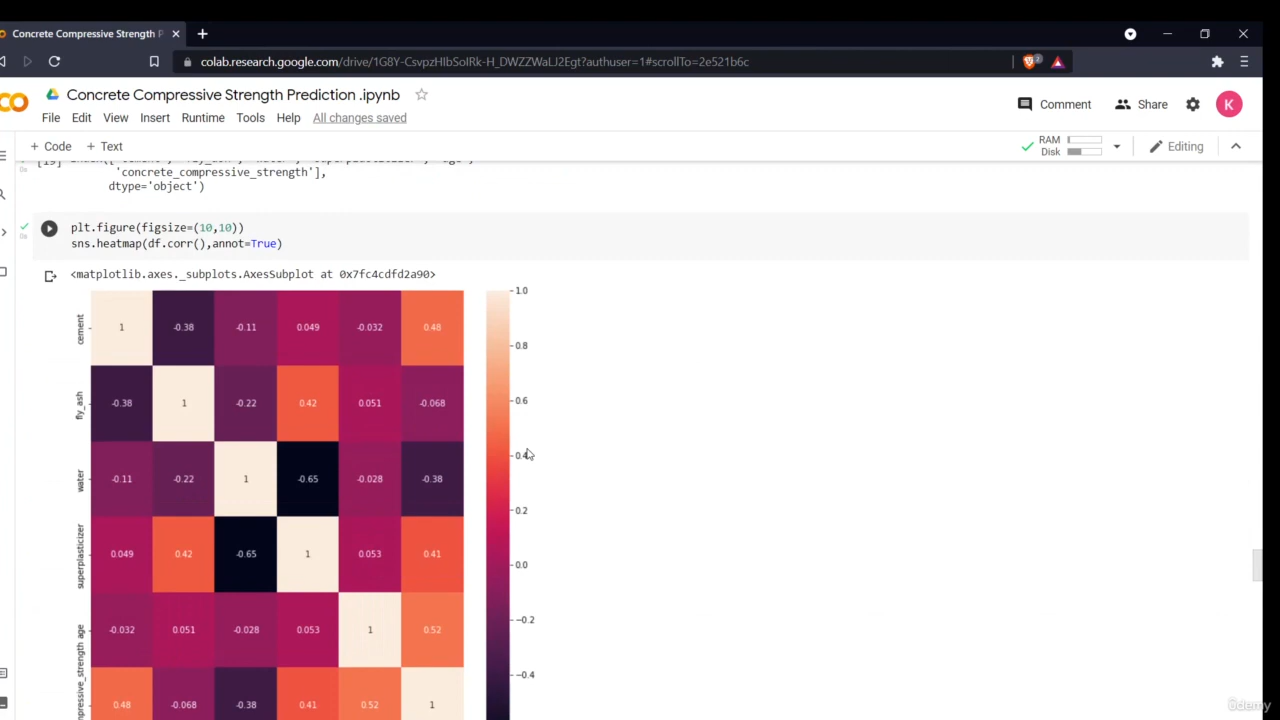 Concrete Compressive Strength P
colab.research.google.com/drive/1G8Y-CsvpzHIbSoIRk-H_DWZZWaLJ2Egt?authuser=1#scrollTo=2e521b6c
2
Concrete Compressive Strength Prediction .ipynb
Comment
Share
K
File Edit View Insert Runtime Tools Help All changes saved
+ Code + Text
RAM
Disk
Editing
'concrete_compressive_strength'],
dtype='object')
plt.figure(figsize=(10,10))
sns.heatmap(df.corr(),annot=True)
<matplotlib.axes._subplots.AxesSubplot at 0x7fc4cdfd2a90>
cement 1 -0.38 -0.11 0.049 -0.032 0.48
fly_ash -0.38 1 -0.22 0.42 0.051 -0.068
water -0.11 -0.22 1 -0.65 -0.028 -0.38
superplasticizer 0.049 0.42 -0.65 1 0.053 0.41
age -0.032 0.051 -0.028 0.053 1 0.52
mpressive_strength 0.48 -0.068 -0.38 0.41 0.52 1
1.0
0.8
0.6
0.4
0.2
0.0
−0.2
−0.4
ûdemy